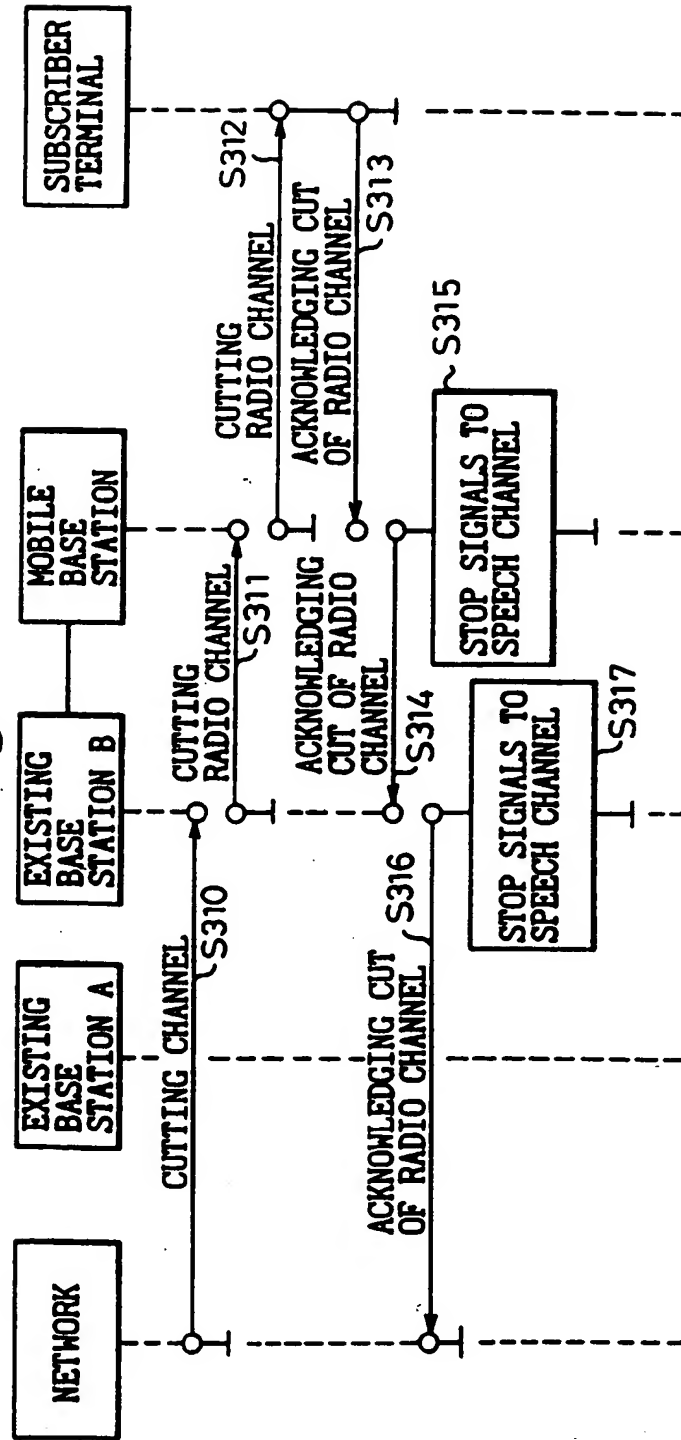 NETWORK
EXISTING
BASE
STATION A
EXISTING
BASE
STATION B
MOBILE
BASE
STATION
SUBSCRIBER
TERMINAL
CUTTING CHANNEL
S310
CUTTING
RADIO CHANNEL
S311
CUTTING
RADIO CHANNEL
S312
ACKNOWLEDGING CUT
OF RADIO CHANNEL
S313
ACKNOWLEDGING
CUT OF RADIO
CHANNEL
S314
STOP SIGNALS TO
SPEECH CHANNEL
S315
ACKNOWLEDGING CUT
OF RADIO CHANNEL
S316
STOP SIGNALS TO
SPEECH CHANNEL
S317